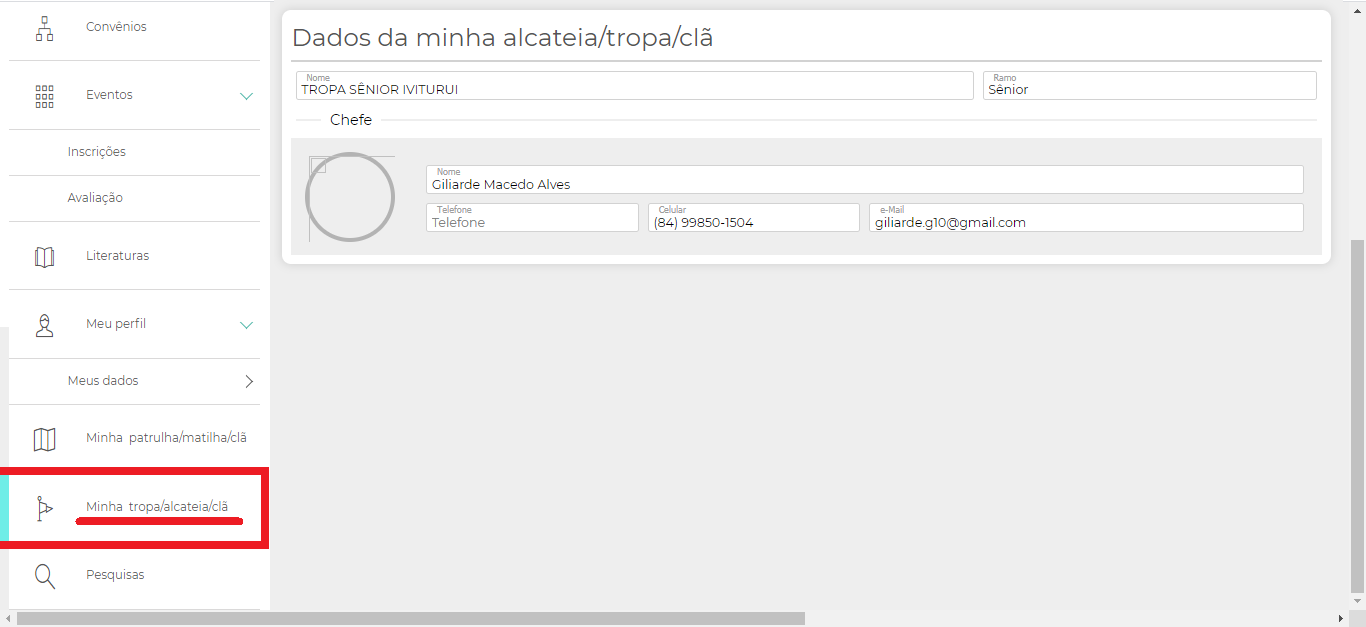 Convênios
Eventos
Inscrições
Avaliação
Literaturas
Meu perfil
Meus dados
Minha patrulha/matilha/clã
Minha tropa/alcateia/clã
Pesquisas
Dados da minha alcateia/tropa/clã
Nome
TROPA SÊNIOR IVITURUI
Ramo
Sênior
Chefe
Nome
Giliarde Macedo Alves
Telefone
Telefone
Celular
(84) 99850-1504
e-Mail
giliarde.g10@gmail.com